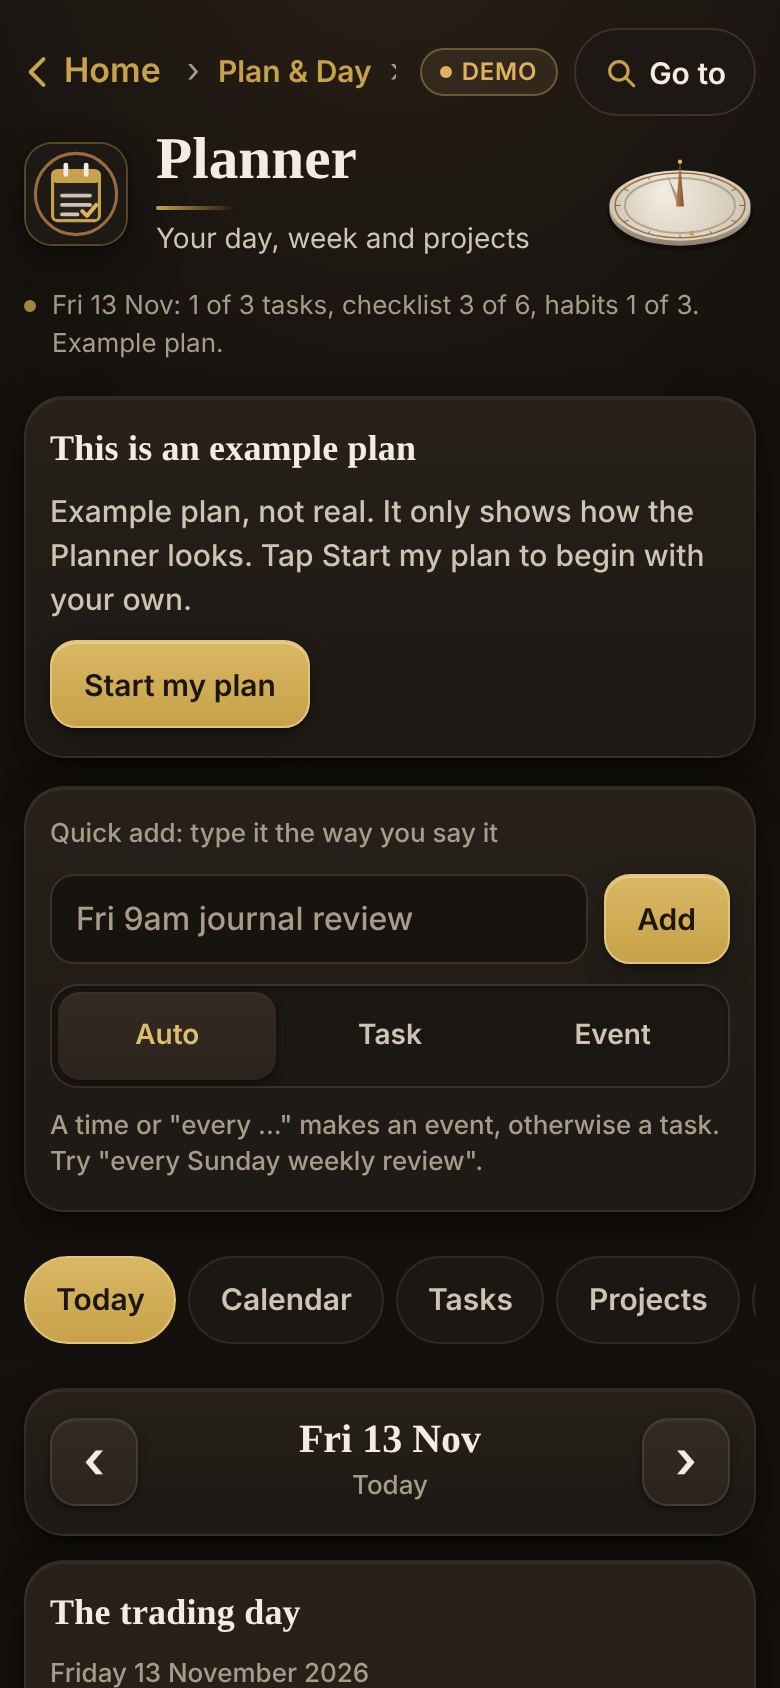 Home › Plan & Day ›
DEMO
Go to
Planner
Your day, week and projects
Fri 13 Nov: 1 of 3 tasks, checklist 3 of 6, habits 1 of 3.
Example plan.
This is an example plan
Example plan, not real. It only shows how the
Planner looks. Tap Start my plan to begin with
your own.
Start my plan
Quick add: type it the way you say it
Fri 9am journal review
Add
Auto
Task
Event
A time or "every ..." makes an event, otherwise a task.
Try "every Sunday weekly review".
Today
Calendar
Tasks
Projects
Fri 13 Nov
Today
The trading day
Friday 13 November 2026